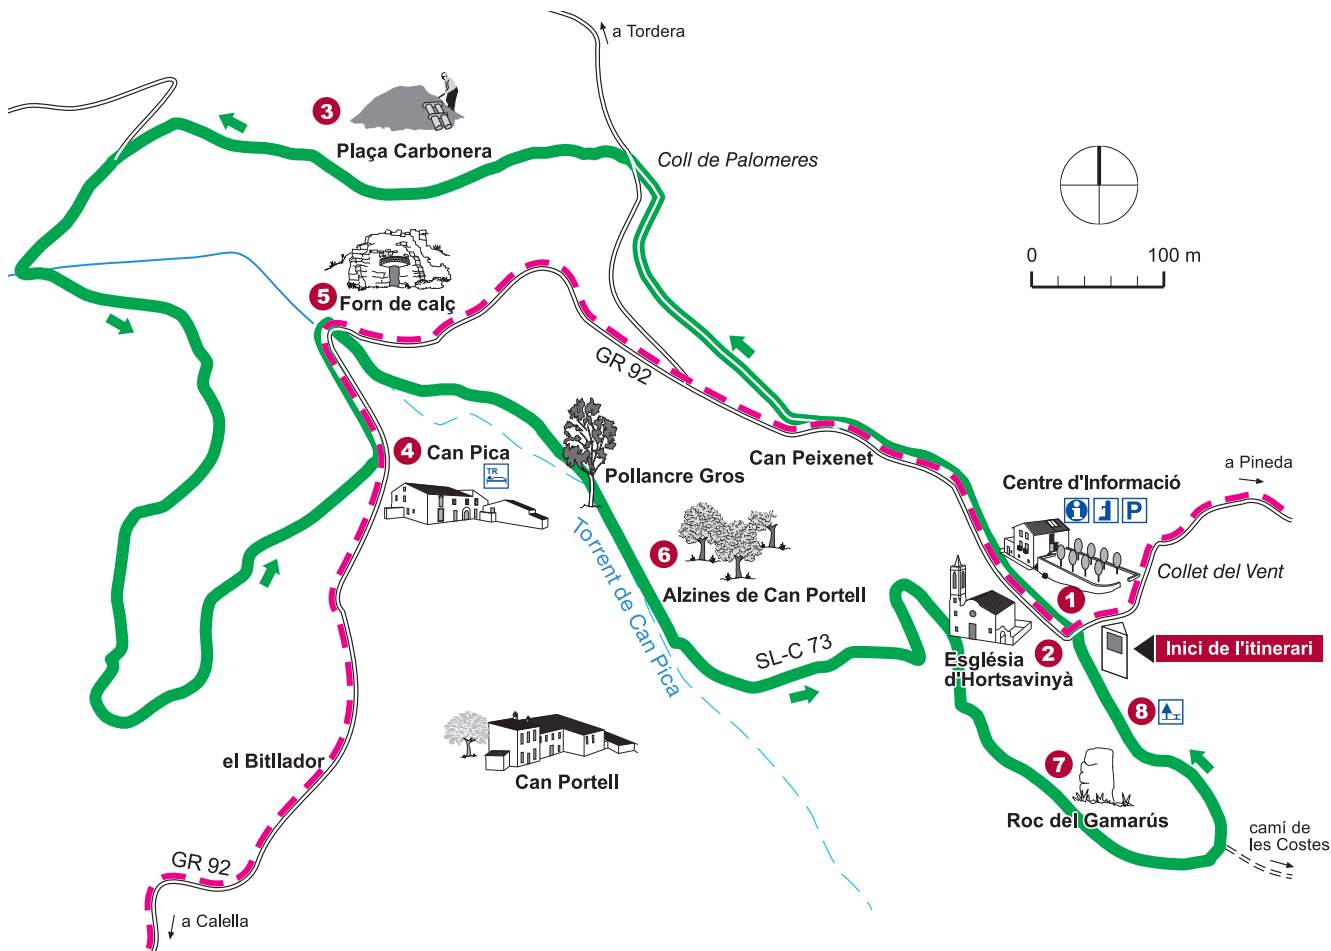 a Tordera
3
Plaça Carbonera
Coll de Palomeres
0
100 m
5
Forn de calç
GR 92
4
Can Pica
TR
Pollancre Gros
Can Peixenet
Centre d'Informació
i
P
a Pineda
Collet del Vent
6
Alzines de Can Portell
Torrent de Can Pica
SL-C 73
1
2
Església
d'Hortsavinyà
Inici de l'itinerari
8
7
Roc del Gamarús
el Bitllador
Can Portell
camí de
les Costes
GR 92
a Calella